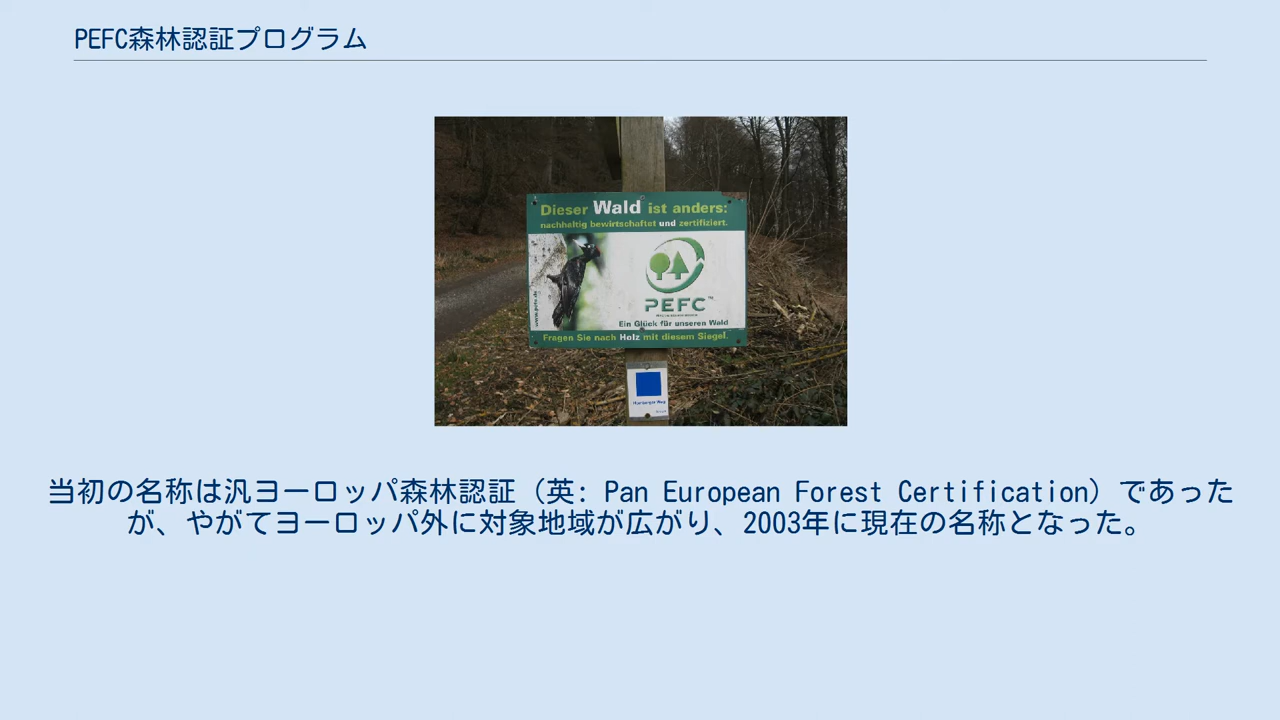 PEFC森林認証プログラム
Dieser Wald ist anders:
nachhaltig bewirtschaftet und zertifiziert.
www.pefc.de
PEFC™
Ein Glück für unseren Wald
Fragen Sie nach Holz mit diesem Siegel.
当初の名称は汎ヨーロッパ森林認証（英: Pan European Forest Certification）であった
が、やがてヨーロッパ外に対象地域が広がり、2003年に現在の名称となった。